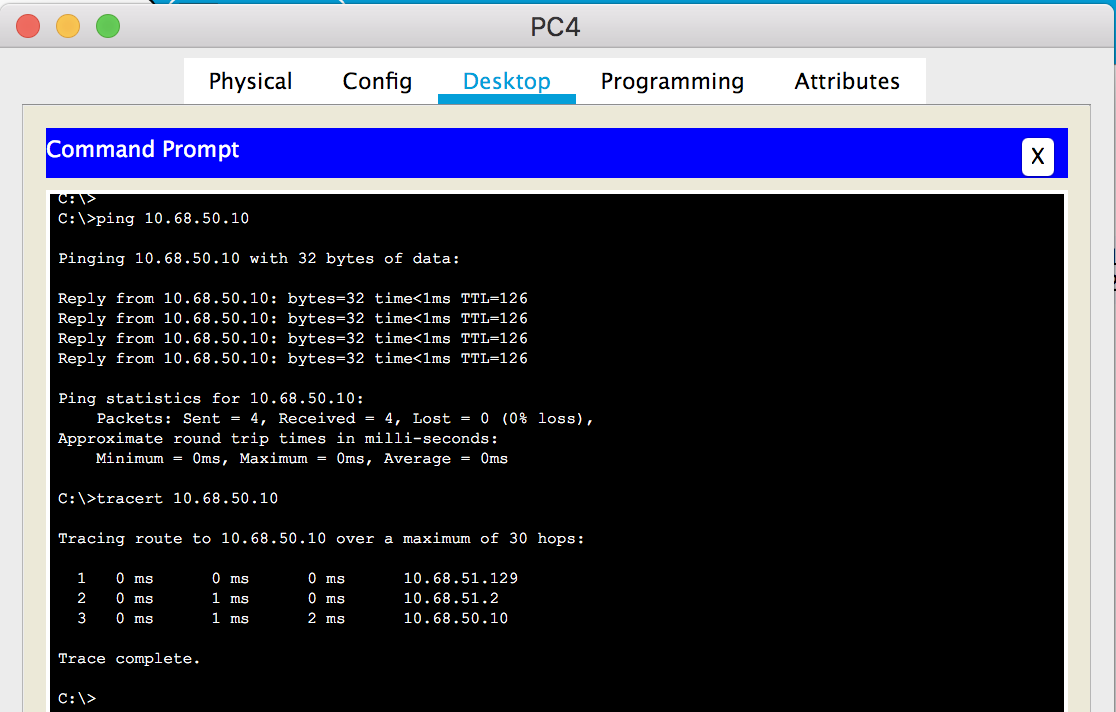 PC4
Physical Config Desktop Programming Attributes
Command Prompt
X
C:\>
C:\>ping 10.68.50.10
Pinging 10.68.50.10 with 32 bytes of data:
Reply from 10.68.50.10: bytes=32 time<1ms TTL=126
Reply from 10.68.50.10: bytes=32 time<1ms TTL=126
Reply from 10.68.50.10: bytes=32 time<1ms TTL=126
Reply from 10.68.50.10: bytes=32 time<1ms TTL=126
Ping statistics for 10.68.50.10:
Packets: Sent = 4, Received = 4, Lost = 0 (0% loss),
Approximate round trip times in milli-seconds:
Minimum = 0ms, Maximum = 0ms, Average = 0ms
C:\>tracert 10.68.50.10
Tracing route to 10.68.50.10 over a maximum of 30 hops:
1 0 ms 0 ms 0 ms 10.68.51.129
2 0 ms 1 ms 0 ms 10.68.51.2
3 0 ms 1 ms 2 ms 10.68.50.10
Trace complete.
C:\>